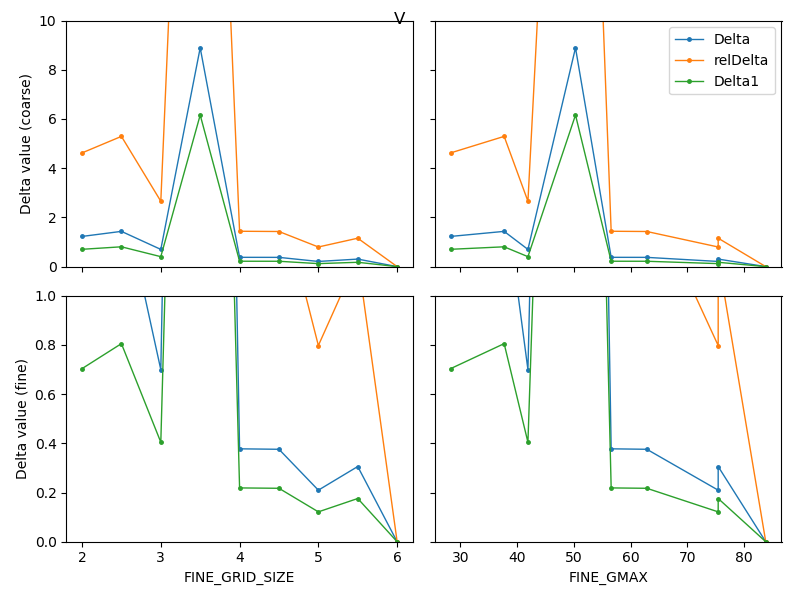 V
10
8
6
4
2
0
Delta value (coarse)
Delta
relDelta
Delta1
1.0
0.8
0.6
0.4
0.2
0.0
Delta value (fine)
2 3 4 5 6
FINE_GRID_SIZE
30 40 50 60 70 80
FINE_GMAX